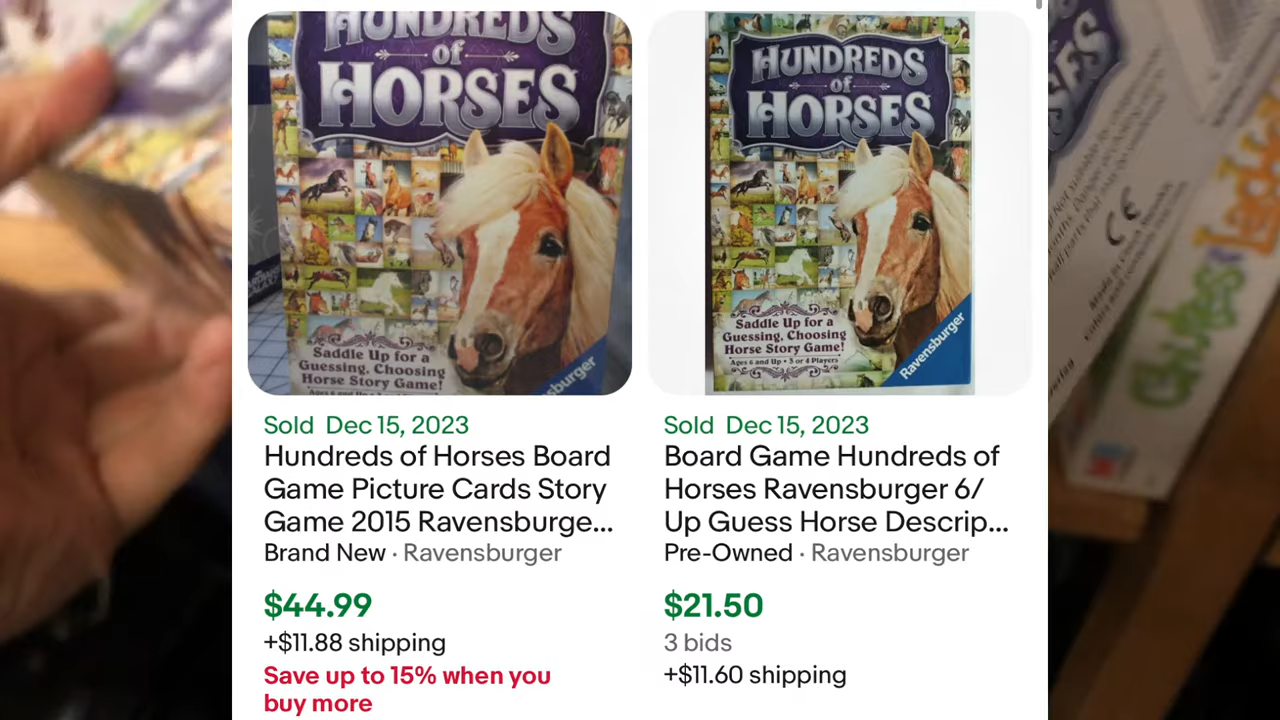 HUNDREDS
of
HORSES
Saddle Up for a
Guessing, Choosing
Horse Story Game!
sburger
HUNDREDS
of
HORSES
Saddle Up for a
Guessing, Choosing
Horse Story Game!
Ages 6 and Up • 3 or 4 Players
Ravensburger
Sold Dec 15, 2023
Hundreds of Horses Board
Game Picture Cards Story
Game 2015 Ravensburge...
Brand New · Ravensburger
$44.99
+$11.88 shipping
Save up to 15% when you
buy more
Sold Dec 15, 2023
Board Game Hundreds of
Horses Ravensburger 6/
Up Guess Horse Descrip...
Pre-Owned · Ravensburger
$21.50
3 bids
+$11.60 shipping
CE
Chutes
Ladders